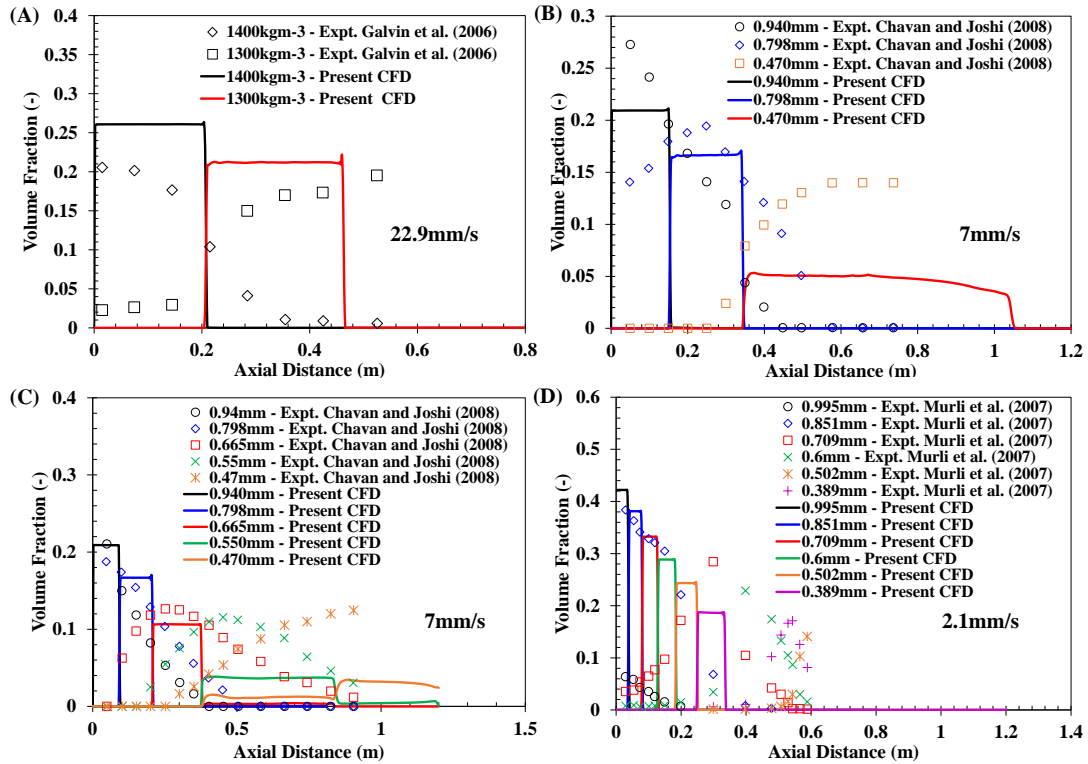 (A)
0.4
0.35
0.3
0.25
0.2
0.15
0.1
0.05
0
Volume Fraction (-)
1400kgm-3 - Expt. Galvin et al. (2006)
1300kgm-3 - Expt. Galvin et al. (2006)
1400kgm-3 - Present CFD
1300kgm-3 - Present CFD
22.9mm/s
0 0.2 0.4 0.6 0.8
Axial Distance (m)
(B)
0.3
0.25
0.2
0.15
0.1
0.05
0
Volume Fraction (-)
0.940mm - Expt. Chavan and Joshi (2008)
0.798mm - Expt. Chavan and Joshi (2008)
0.470mm - Expt. Chavan and Joshi (2008)
0.940mm - Present CFD
0.798mm - Present CFD
0.470mm - Present CFD
7mm/s
0 0.2 0.4 0.6 0.8 1 1.2
Axial Distance (m)
(C)
0.4
0.3
0.2
0.1
0
Volume Fraction (-)
0.94mm - Expt. Chavan and Joshi (2008)
0.798mm - Expt. Chavan and Joshi (2008)
0.665mm - Expt. Chavan and Joshi (2008)
0.55mm - Expt. Chavan and Joshi (2008)
0.47mm - Expt. Chavan and Joshi (2008)
0.940mm - Present CFD
0.798mm - Present CFD
0.665mm - Present CFD
0.550mm - Present CFD
0.470mm - Present CFD
7mm/s
0 0.5 1 1.5
Axial Distance (m)
(D)
0.6
0.5
0.4
0.3
0.2
0.1
0.0
Volume Fraction (-)
0.995mm - Expt. Murli et al. (2007)
0.851mm - Expt. Murli et al. (2007)
0.709mm - Expt. Murli et al. (2007)
0.6mm - Expt. Murli et al. (2007)
0.502mm - Expt. Murli et al. (2007)
0.389mm - Expt. Murli et al. (2007)
0.995mm - Present CFD
0.851mm - Present CFD
0.709mm - Present CFD
0.6mm - Present CFD
0.502mm - Present CFD
0.389mm - Present CFD
2.1mm/s
0 0.2 0.4 0.6 0.8 1 1.2 1.4
Axial Distance (m)